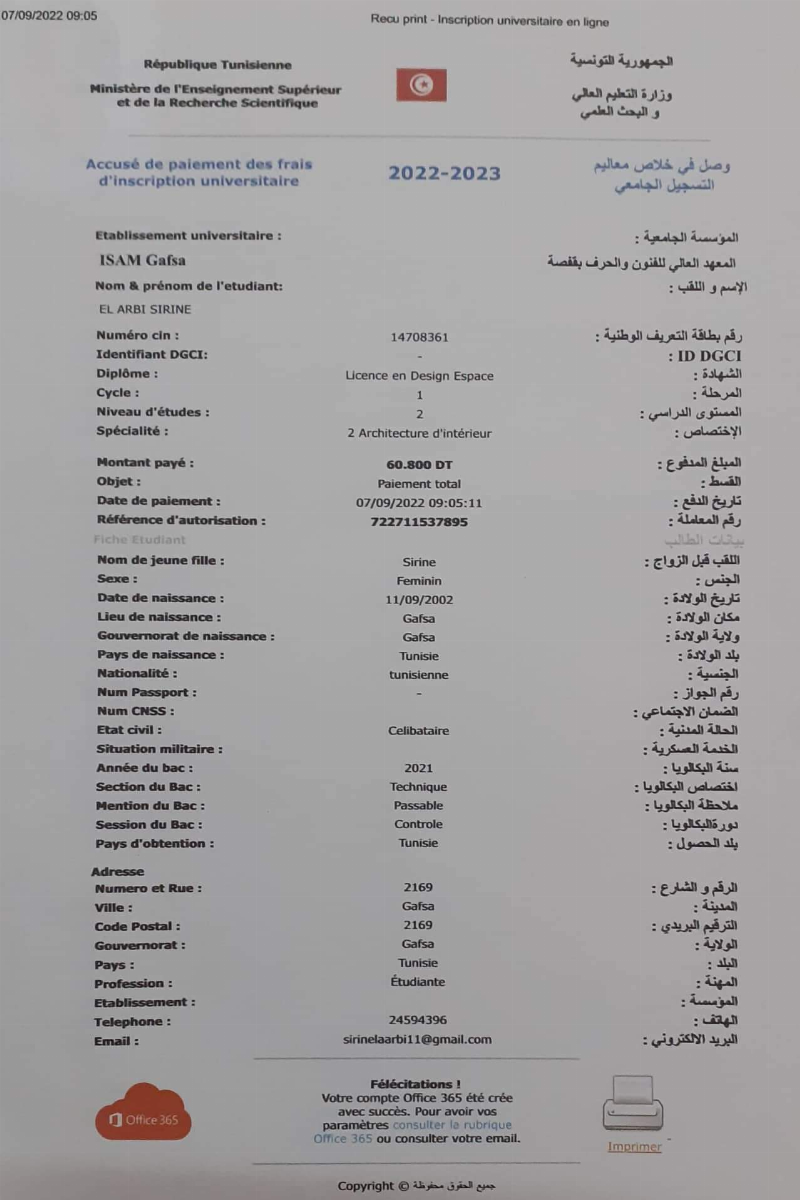 07/09/2022 09:05
Recu print - Inscription universitaire en ligne
République Tunisienne
الجمهورية التونسية
Ministère de l'Enseignement Supérieur
et de la Recherche Scientifique
وزارة التعليم العالي
و البحث العلمي
Accusé de paiement des frais
d'inscription universitaire
2022-2023
وصل في خلاص معاليم
التسجيل الجامعي
Etablissement universitaire :
المؤسسة الجامعية :
ISAM Gafsa
المعهد العالي للفنون والحرف بقفصة
Nom & prénom de l'etudiant:
الإسم و اللقب :
EL ARBI SIRINE
Numéro cin : 14708361 رقم بطاقة التعريف الوطنية :
Identifiant DGCI: - ID DGCI :
Diplôme : Licence en Design Espace الشهادة :
Cycle : 1 المرحلة :
Niveau d'études : 2 المستوى الدراسي :
Spécialité : 2 Architecture d'intérieur الإختصاص :
Montant payé : 60.800 DT المبلغ المدفوع :
Objet : Paiement total القسط :
Date de paiement : 07/09/2022 09:05:11 تاريخ الدفع :
Référence d'autorisation : 722711537895 رقم المعاملة :
Fiche Etudiant بيانات الطالب
Nom de jeune fille : Sirine اللقب قبل الزواج :
Sexe : Feminin الجنس :
Date de naissance : 11/09/2002 تاريخ الولادة :
Lieu de naissance : Gafsa مكان الولادة :
Gouvernorat de naissance : Gafsa ولاية الولادة :
Pays de naissance : Tunisie بلد الولادة :
Nationalité : tunisienne الجنسية :
Num Passport : - رقم الجواز :
Num CNSS : الضمان الاجتماعي :
Etat civil : Celibataire الحالة المدنية :
Situation militaire : الخدمة العسكرية :
Année du bac : 2021 سنة البكالويا :
Section du Bac : Technique اختصاص البكالويا :
Mention du Bac : Passable ملاحظة البكالويا :
Session du Bac : Controle دورةالبكالويا :
Pays d'obtention : Tunisie بلد الحصول :
Adresse
Numero et Rue : 2169 الرقم و الشارع :
Ville : Gafsa المدينة :
Code Postal : 2169 الترقيم البريدي :
Gouvernorat : Gafsa الولاية :
Pays : Tunisie البلد :
Profession : Étudiante المهنة :
Etablissement : المؤسسة :
Telephone : 24594396 الهاتف :
Email : sirinelaarbi11@gmail.com البريد الالكتروني :
Office 365
Félécitations !
Votre compte Office 365 été crée
avec succès. Pour avoir vos
paramètres consulter la rubrique
Office 365 ou consulter votre email.
Imprimer
Copyright © جميع الحقوق محفوظة